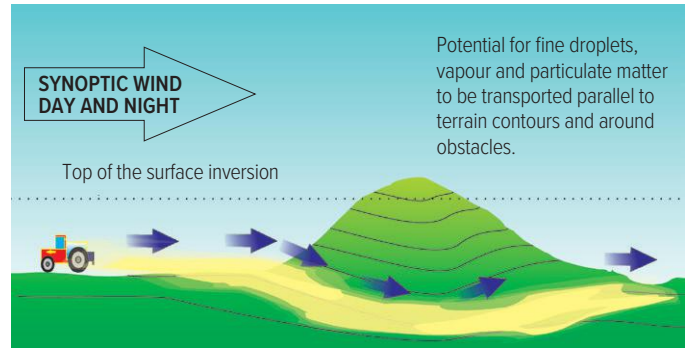 SYNOPTIC WIND
DAY AND NIGHT
Potential for fine droplets,
vapour and particulate matter
to be transported parallel to
terrain contours and around
obstacles.
Top of the surface inversion